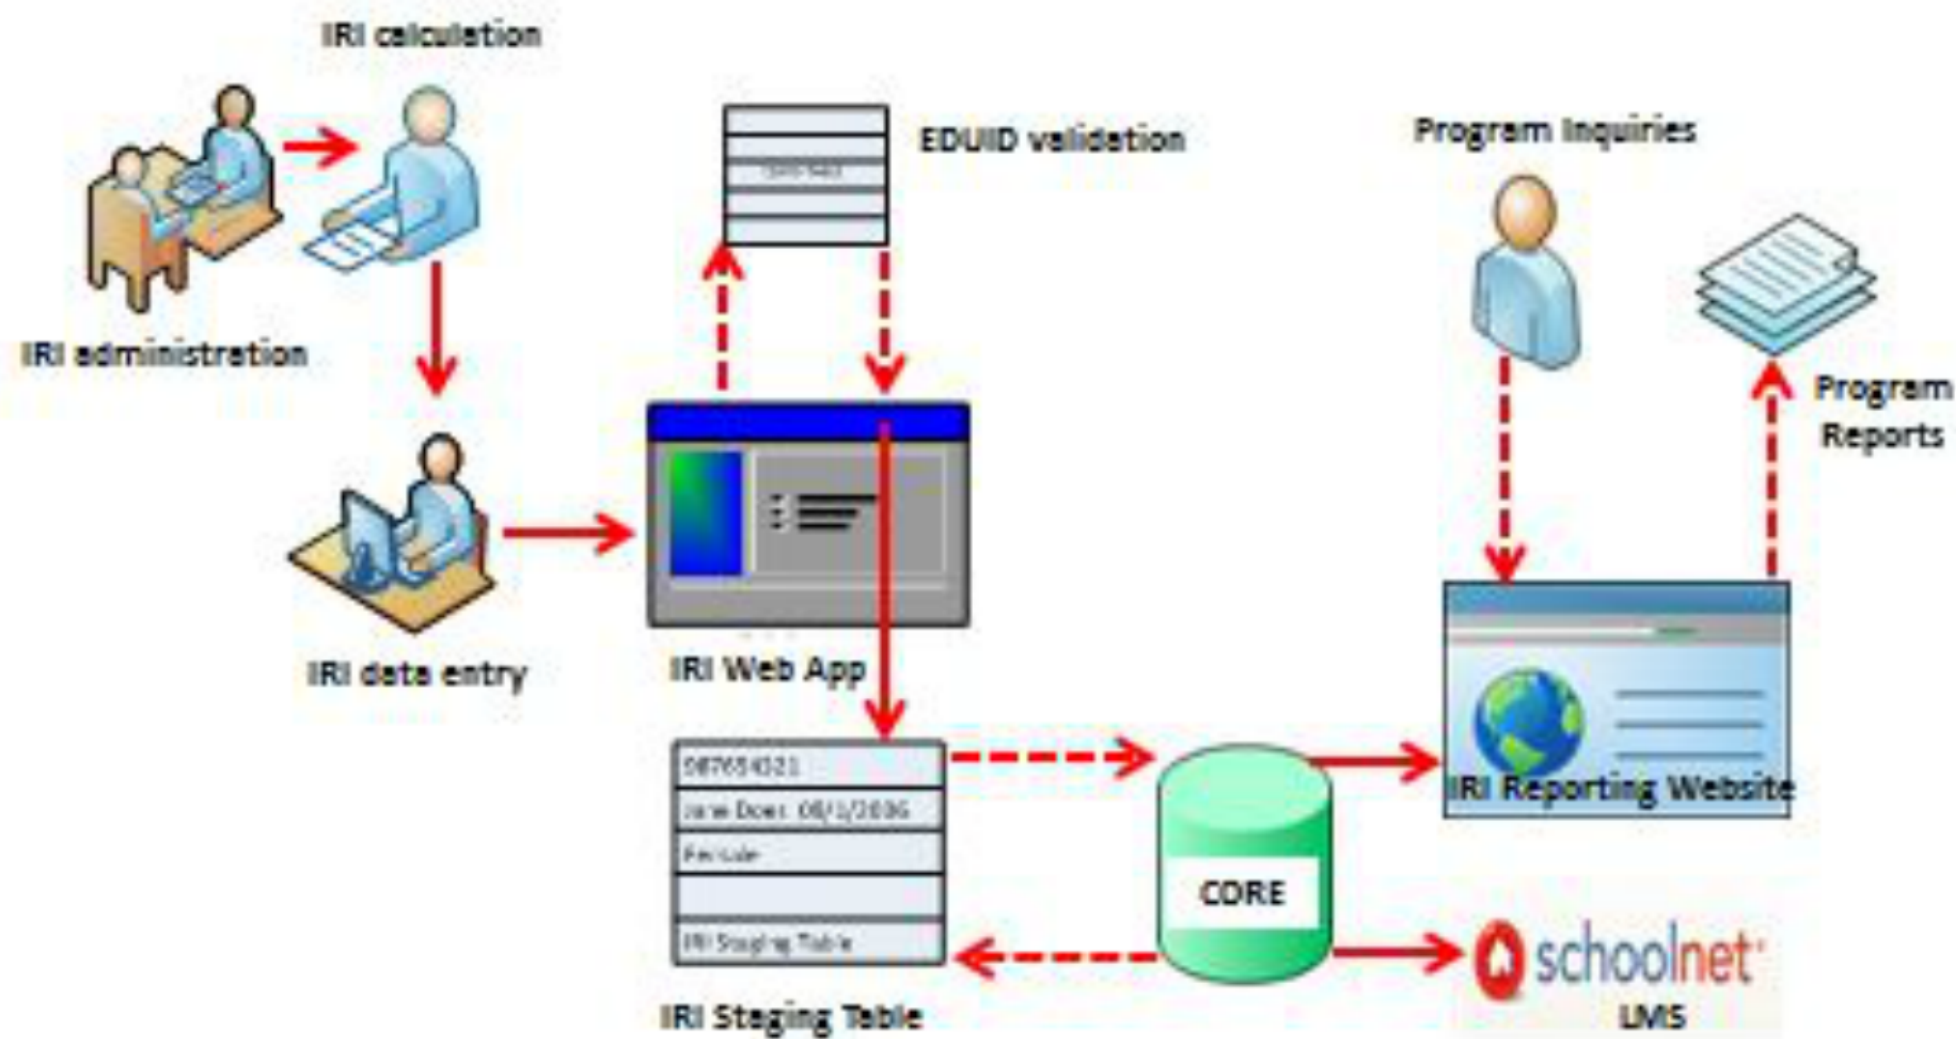 IRI calculation
EDUID validation
Program Inquiries
IRI administration
Program
Reports
IRI data entry
IRI Web App
987654321
Jane Doe
Female
IRI Reporting Website
CORE
IRI Staging Table
schoolnet
IRI Staging Table
LMS